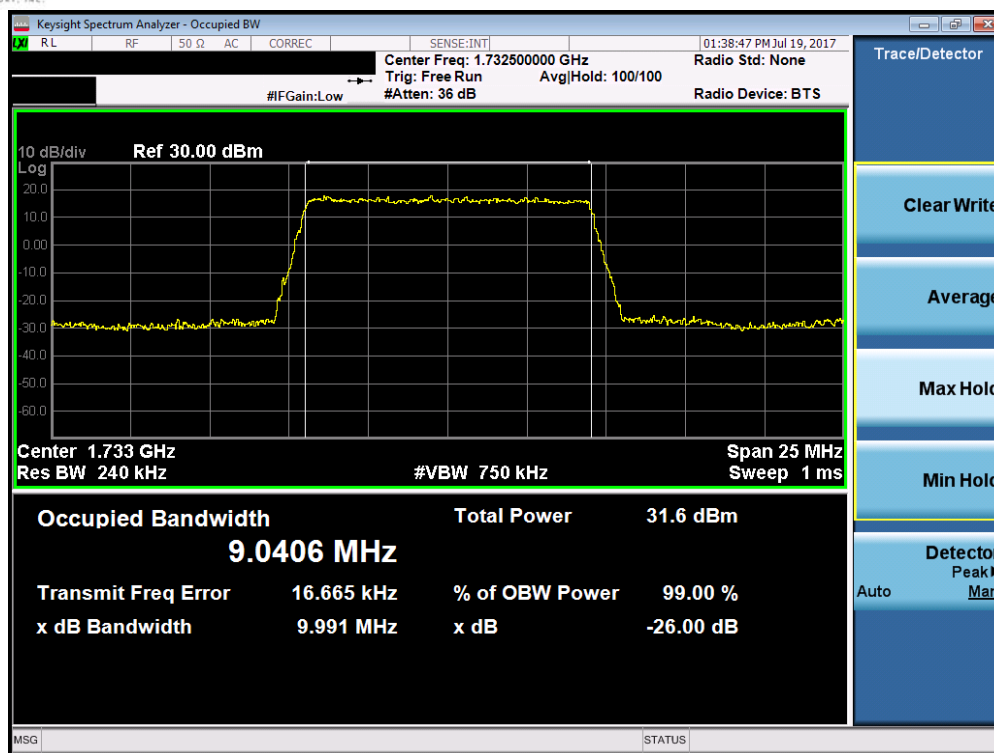 Keysight Spectrum Analyzer - Occupied BW
LXI RL RF 50 Ω AC CORREC SENSE:INT 01:38:47 PM Jul 19, 2017
Center Freq: 1.732500000 GHz Radio Std: None
Trig: Free Run Avg|Hold: 100/100
#IFGain:Low #Atten: 36 dB Radio Device: BTS
10 dB/div Ref 30.00 dBm
Log
20.0
10.0
0.00
-10.0
-20.0
-30.0
-40.0
-50.0
-60.0
Center 1.733 GHz Span 25 MHz
Res BW 240 kHz #VBW 750 kHz Sweep 1 ms
Occupied Bandwidth Total Power 31.6 dBm
9.0406 MHz
Transmit Freq Error 16.665 kHz % of OBW Power 99.00 %
x dB Bandwidth 9.991 MHz x dB -26.00 dB
MSG STATUS
Trace/Detector
Clear Write
Average
Max Hold
Min Hold
Detector
Peak
Auto Man